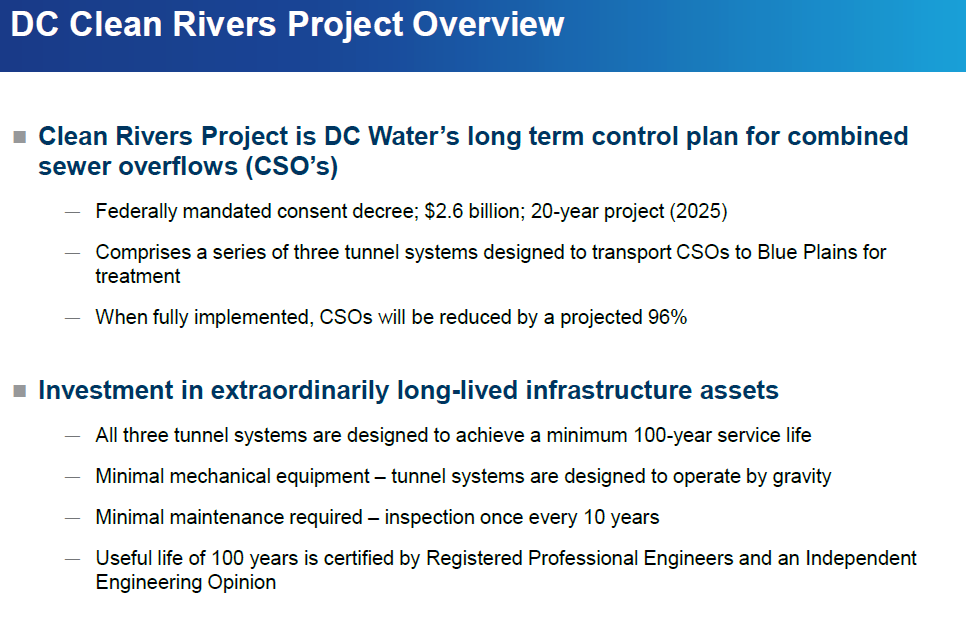 DC Clean Rivers Project Overview
Clean Rivers Project is DC Water’s long term control plan for combined
sewer overflows (CSO’s)
— Federally mandated consent decree; $2.6 billion; 20-year project (2025)
— Comprises a series of three tunnel systems designed to transport CSOs to Blue Plains for
treatment
— When fully implemented, CSOs will be reduced by a projected 96%
Investment in extraordinarily long-lived infrastructure assets
— All three tunnel systems are designed to achieve a minimum 100-year service life
— Minimal mechanical equipment – tunnel systems are designed to operate by gravity
— Minimal maintenance required – inspection once every 10 years
— Useful life of 100 years is certified by Registered Professional Engineers and an Independent
Engineering Opinion